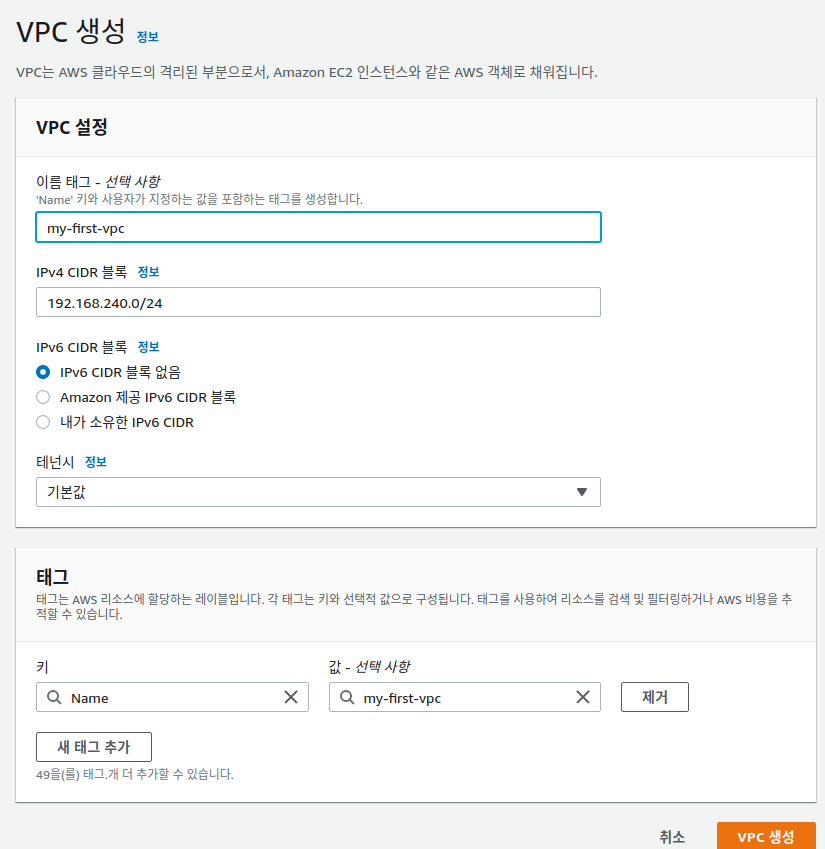 VPC 생성 정보
VPC는 AWS 클라우드의 격리된 부분으로서, Amazon EC2 인스턴스와 같은 AWS 객체로 채워집니다.
VPC 설정
이름 태그 - 선택 사항
'Name' 키와 사용자가 지정하는 값을 포함하는 태그를 생성합니다.
my-first-vpc
IPv4 CIDR 블록 정보
192.168.240.0/24
IPv6 CIDR 블록 정보
IPv6 CIDR 블록 없음
Amazon 제공 IPv6 CIDR 블록
내가 소유한 IPv6 CIDR
테넌시 정보
기본값
태그
태그는 AWS 리소스에 할당하는 레이블입니다. 각 태그는 키와 선택적 값으로 구성됩니다. 태그를 사용하여 리소스를 검색 및 필터링하거나 AWS 비용을 추
적할 수 있습니다.
키 값 - 선택 사항
Name my-first-vpc 제거
새 태그 추가
49을(를) 태그.개 더 추가할 수 있습니다.
취소 VPC 생성